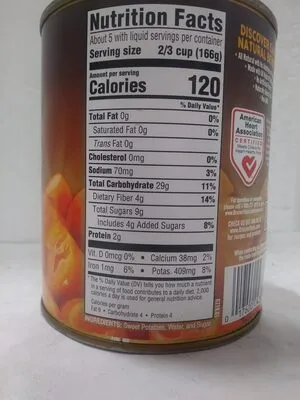 Nutrition Facts
About 5 with liquid servings per container
Serving size 2/3 cup (166g)
Amount per serving
Calories 120
% Daily Value*
Total Fat 0g 0%
Saturated Fat 0g 0%
Trans Fat 0g
Cholesterol 0mg 0%
Sodium 70mg 3%
Total Carbohydrate 29g 11%
Dietary Fiber 4g 14%
Total Sugars 9g
Includes 4g Added Sugars 8%
Protein 2g
Vit. D 0mcg 0% • Calcium 38mg 2%
Iron 1mg 6% • Potas. 409mg 8%
* The % Daily Value (DV) tells you how much a nutrient
in a serving of food contributes to a daily diet. 2,000
calories a day is used for general nutrition advice.
Calories per gram
Fat 9 • Carbohydrate 4 • Protein 4
INGREDIENTS: Sweet Potatoes, Water, and Sugar.
DISCOVER
NATURAL
American
Heart
Association
CERTIFIED